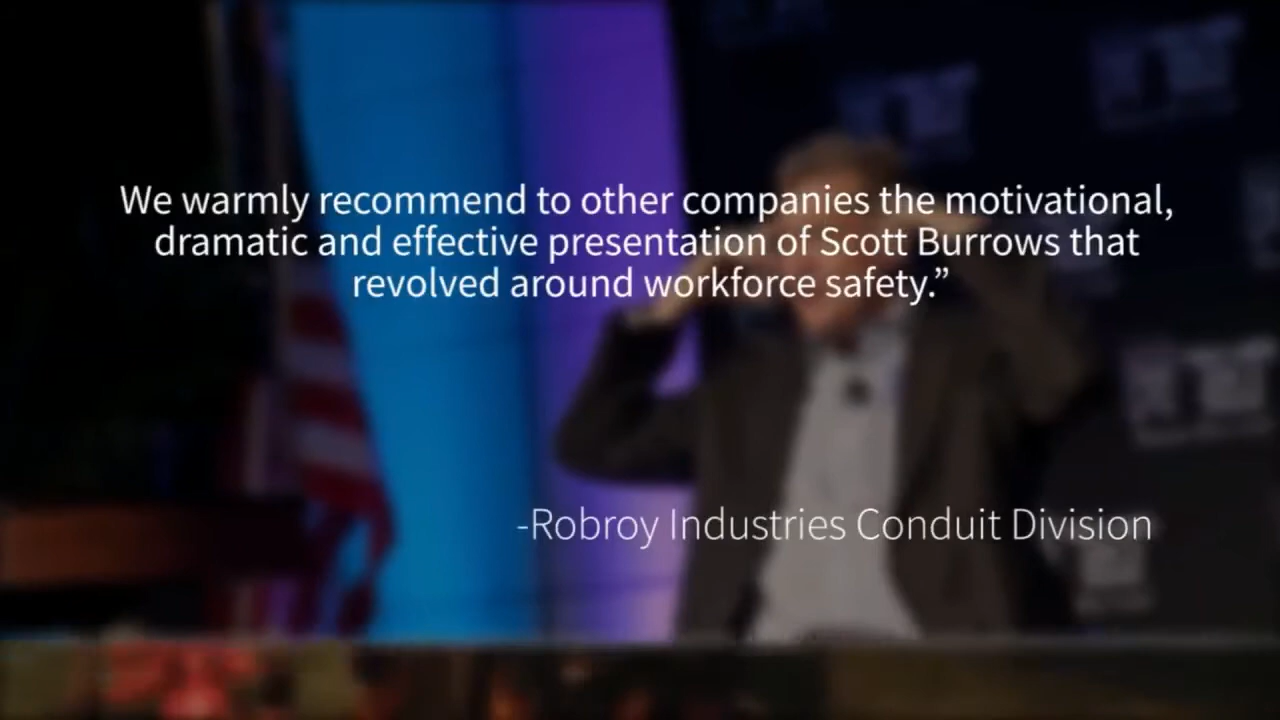 We warmly recommend to other companies the motivational,
dramatic and effective presentation of Scott Burrows that
revolved around workforce safety.”
-Robroy Industries Conduit Division